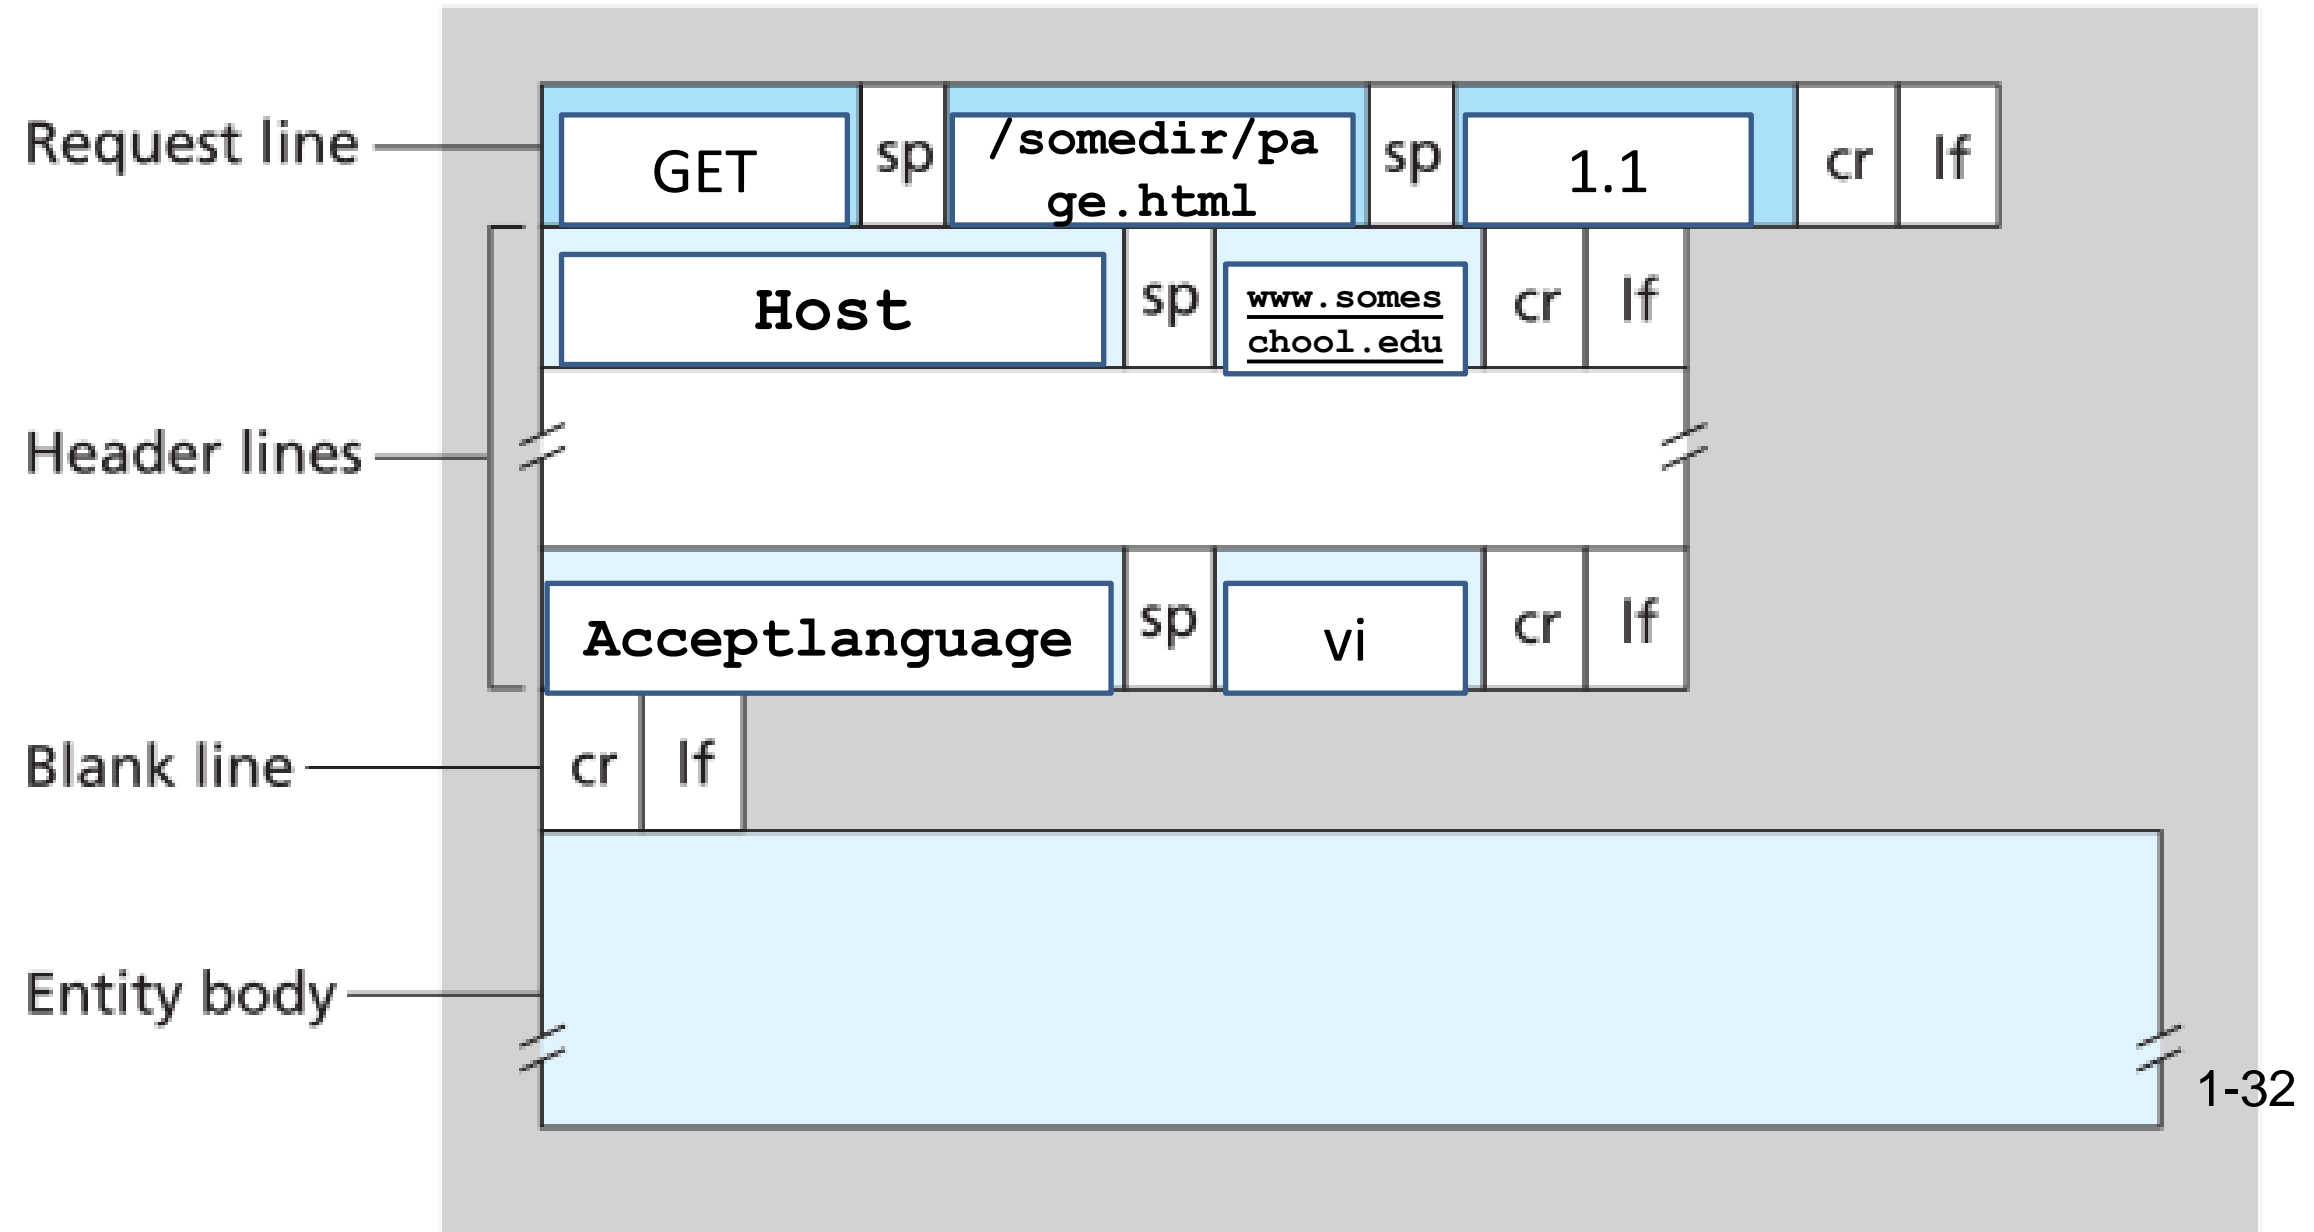 Request line
GET sp /somedir/pa sp 1.1 cr lf
ge.html
Host sp www.somes cr lf
chool.edu
Header lines
Acceptlanguage sp vi cr lf
Blank line cr lf
Entity body
1-32